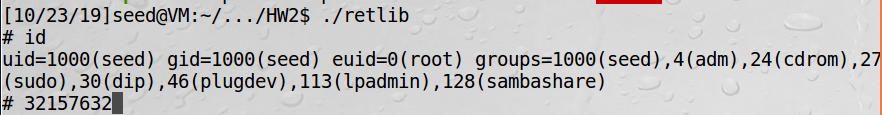 [10/23/19]seed@VM:~/.../HW2$ ./retlib
# id
uid=1000(seed) gid=1000(seed) euid=0(root) groups=1000(seed),4(adm),24(cdrom),27
(sudo),30(dip),46(plugdev),113(lpadmin),128(sambashare)
# 32157632